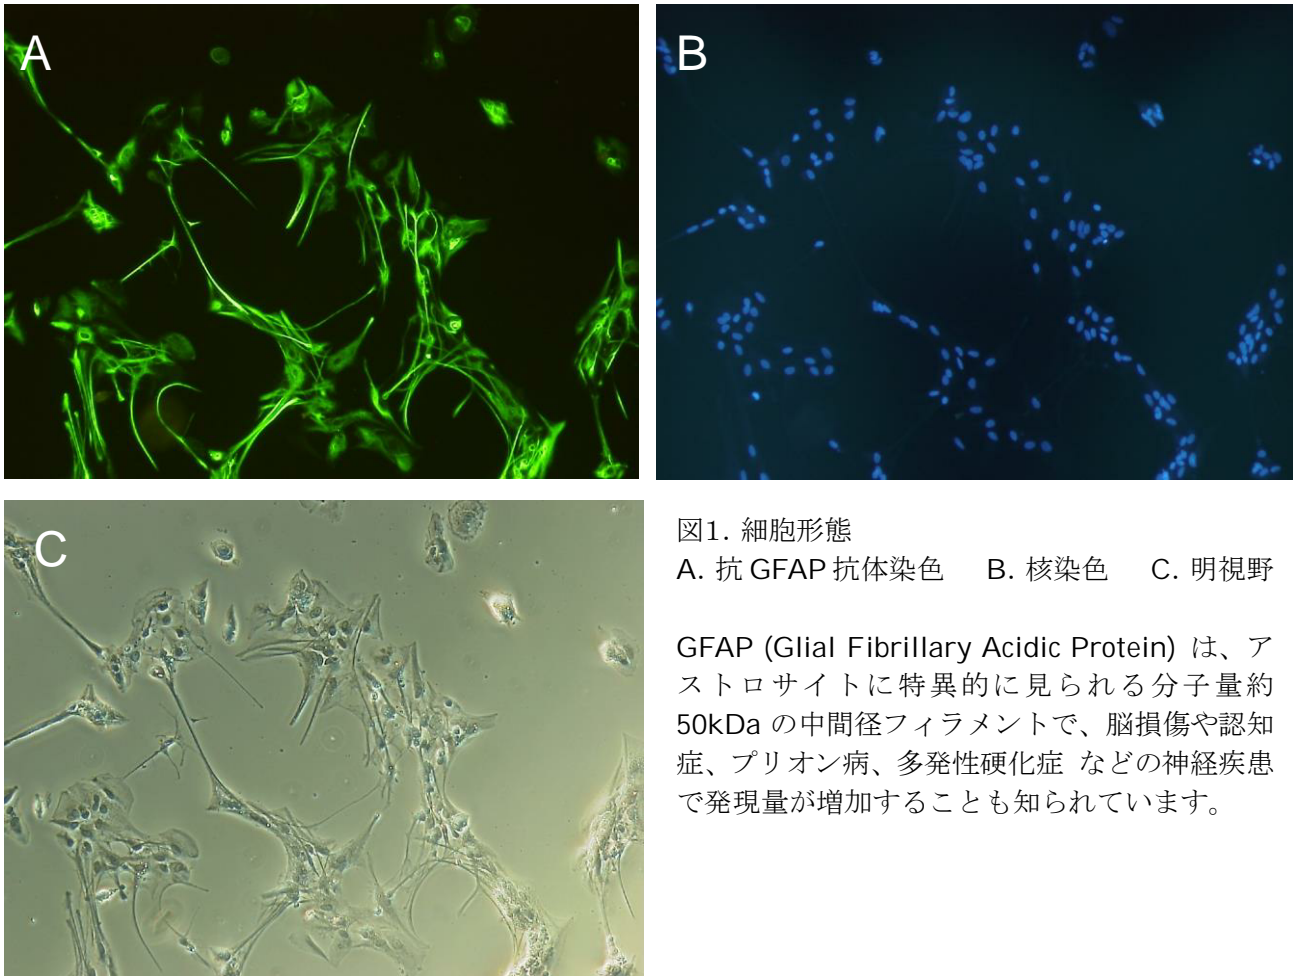 A
B
C
図1. 細胞形態
A. 抗 GFAP 抗体染色 B. 核染色 C. 明視野
GFAP (Glial Fibrillary Acidic Protein) は、ア
ストロサイトに特異的に見られる分子量約
50kDa の中間径フィラメントで、脳損傷や認知
症、プリオン病、多発性硬化症 などの神経疾患
で発現量が増加することも知られています。